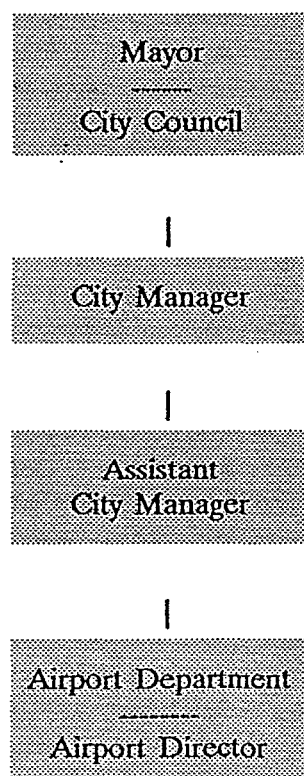 Mayor
City Council
City Manager
Assistant
City Manager
Airport Department
Airport Director